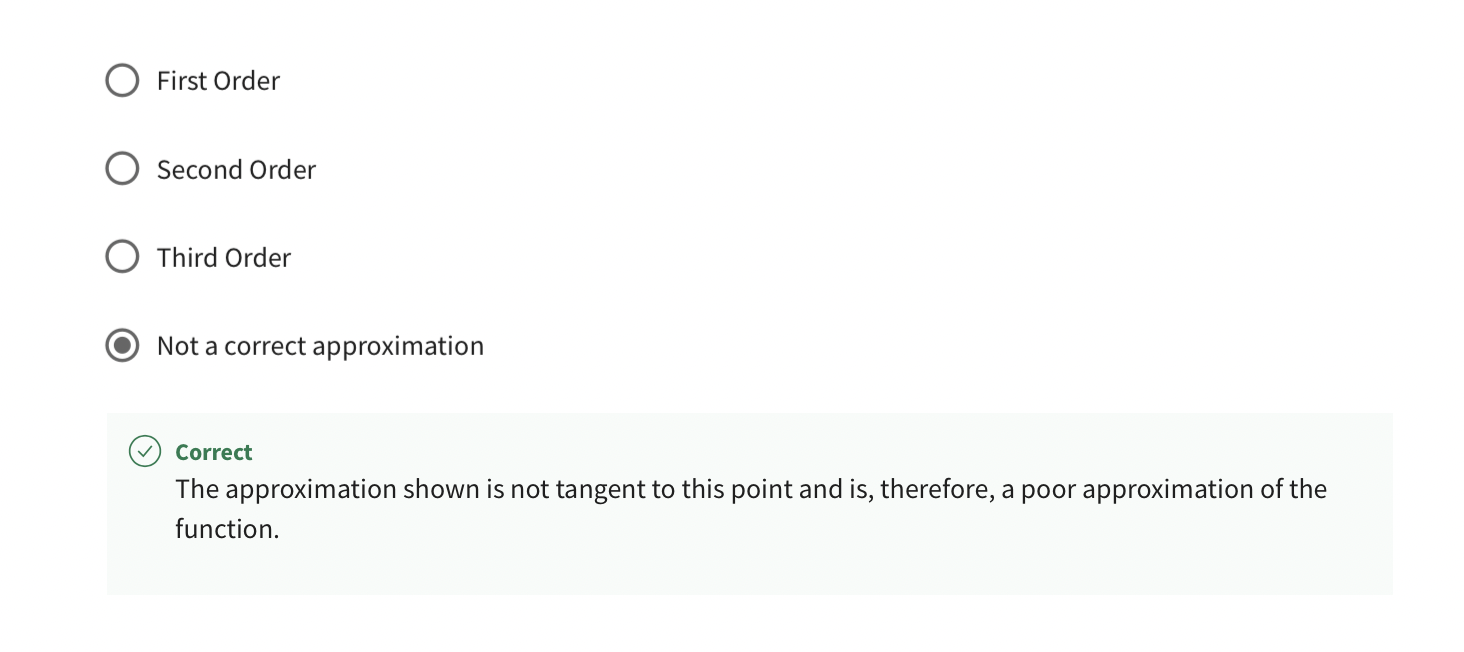 First Order
Second Order
Third Order
Not a correct approximation
Correct
The approximation shown is not tangent to this point and is, therefore, a poor approximation of the
function.